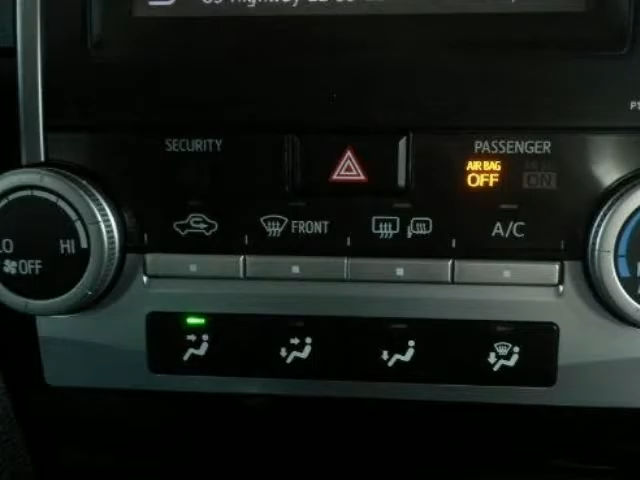 SECURITY
PASSENGER
AIR BAG
OFF
ON
LO
HI
OFF
FRONT
A/C